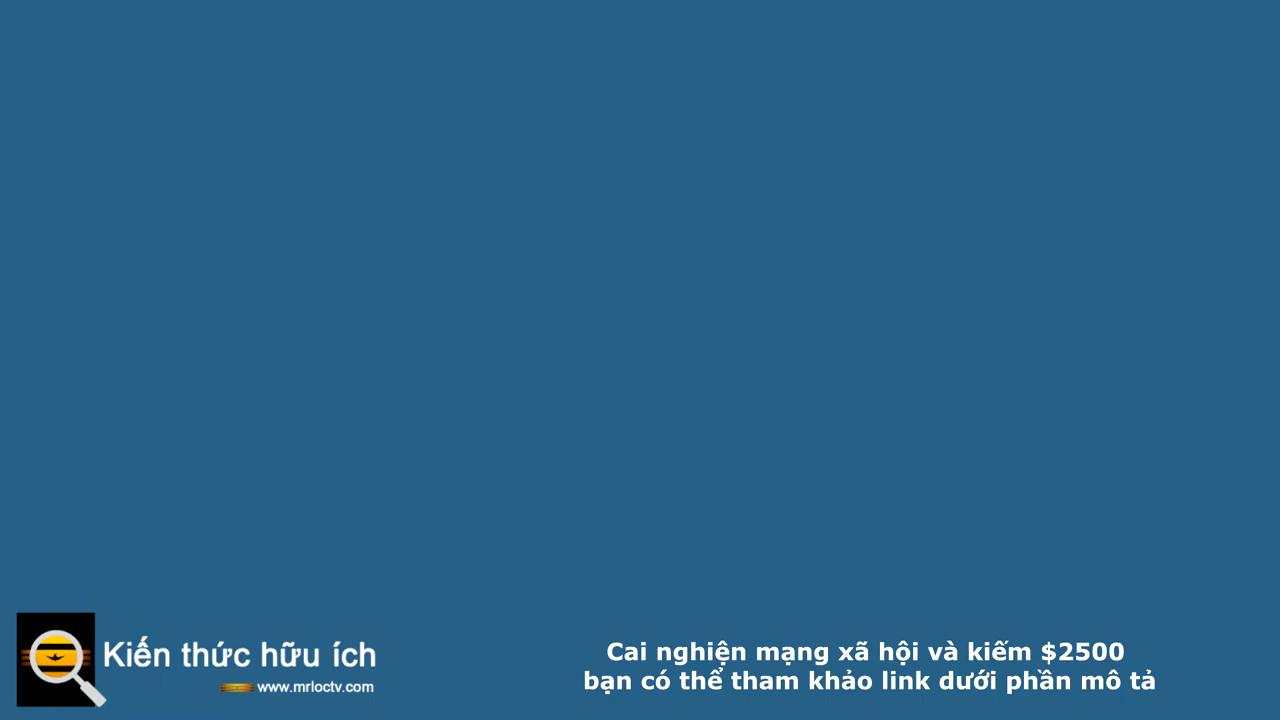 Kiến thức hữu ích
www.mrloctv.com
Cai nghiện mạng xã hội và kiếm $2500
bạn có thể tham khảo link dưới phần mô tả